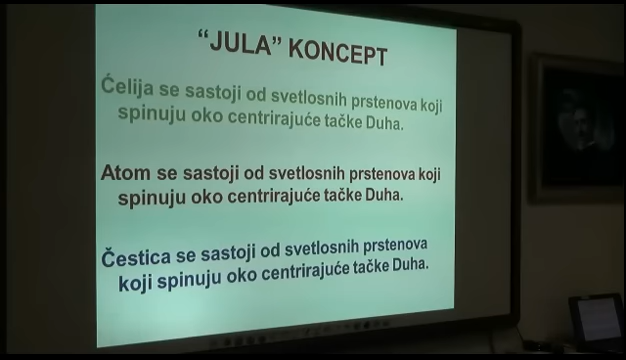 “JULA” KONCEPT
Ćelija se sastoji od svetlosnih prstenova koji
spinuju oko centrirajuće tačke Duha.
Atom se sastoji od svetlosnih prstenova koji
spinuju oko centrirajuće tačke Duha.
Čestica se sastoji od svetlosnih prstenova
koji spinuju oko centrirajuće tačke Duha.